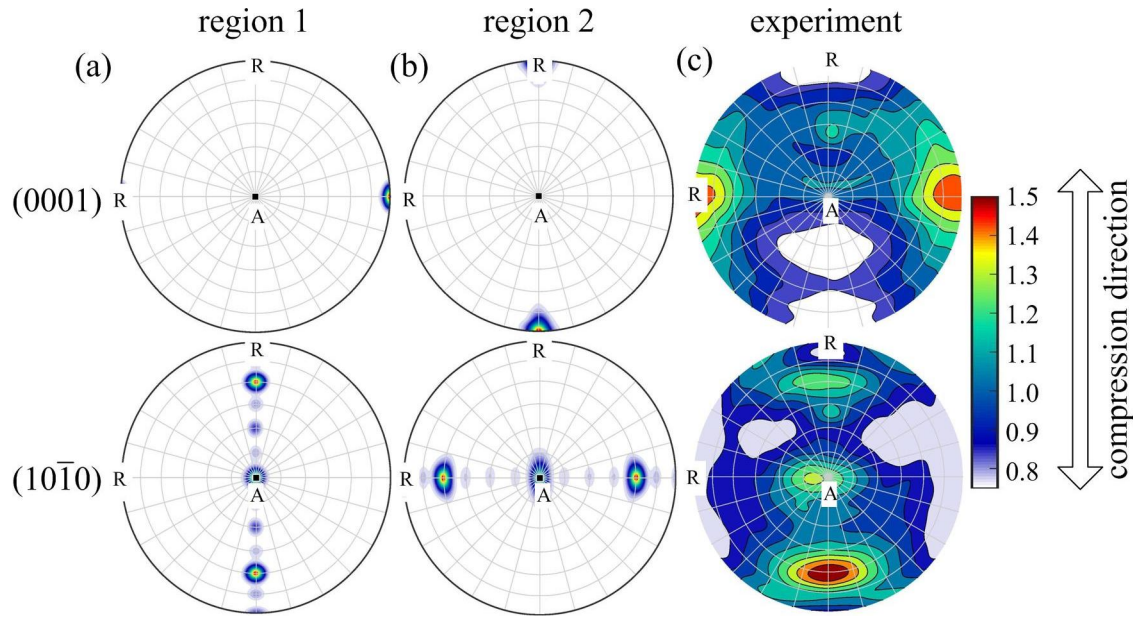 region 1 region 2 experiment
(a) (b) (c)
R R R
(0001) R A R A R A
1.5
1.4
1.3
1.2
1.1
1.0
0.9
0.8
compression direction
R R R
(101̅0) R A R A R A